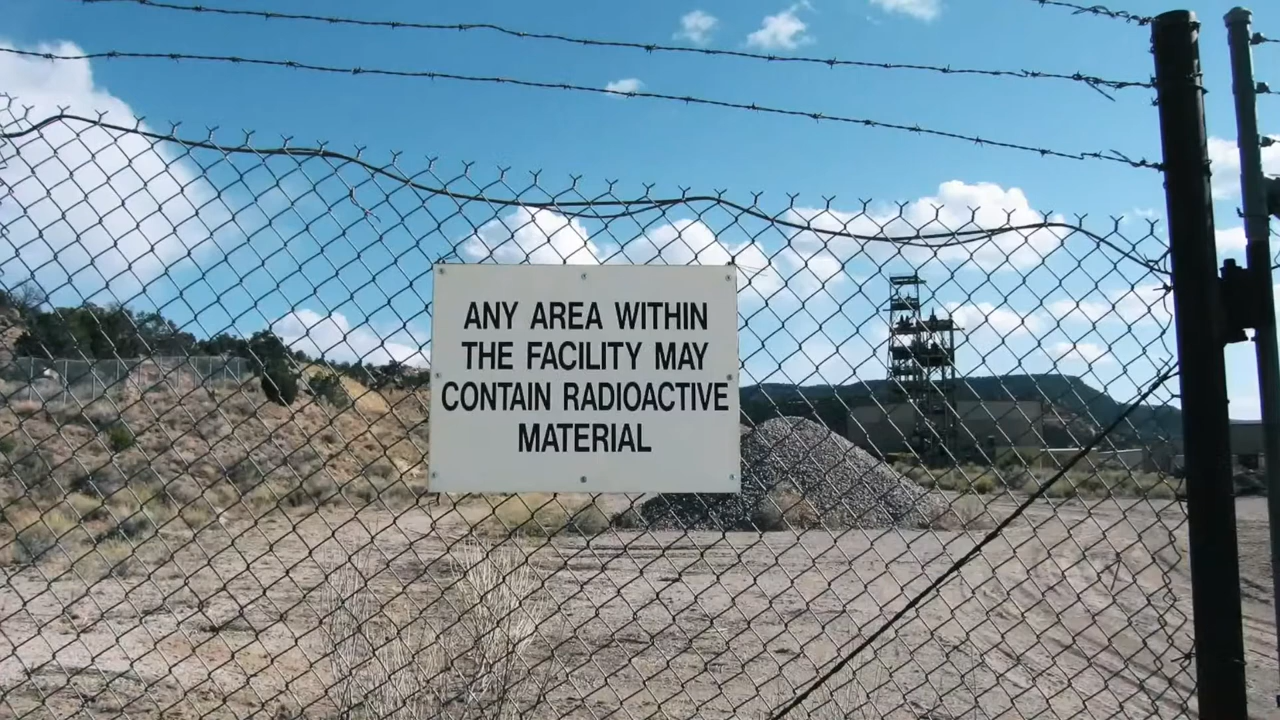 ANY AREA WITHIN
THE FACILITY MAY
CONTAIN RADIOACTIVE
MATERIAL